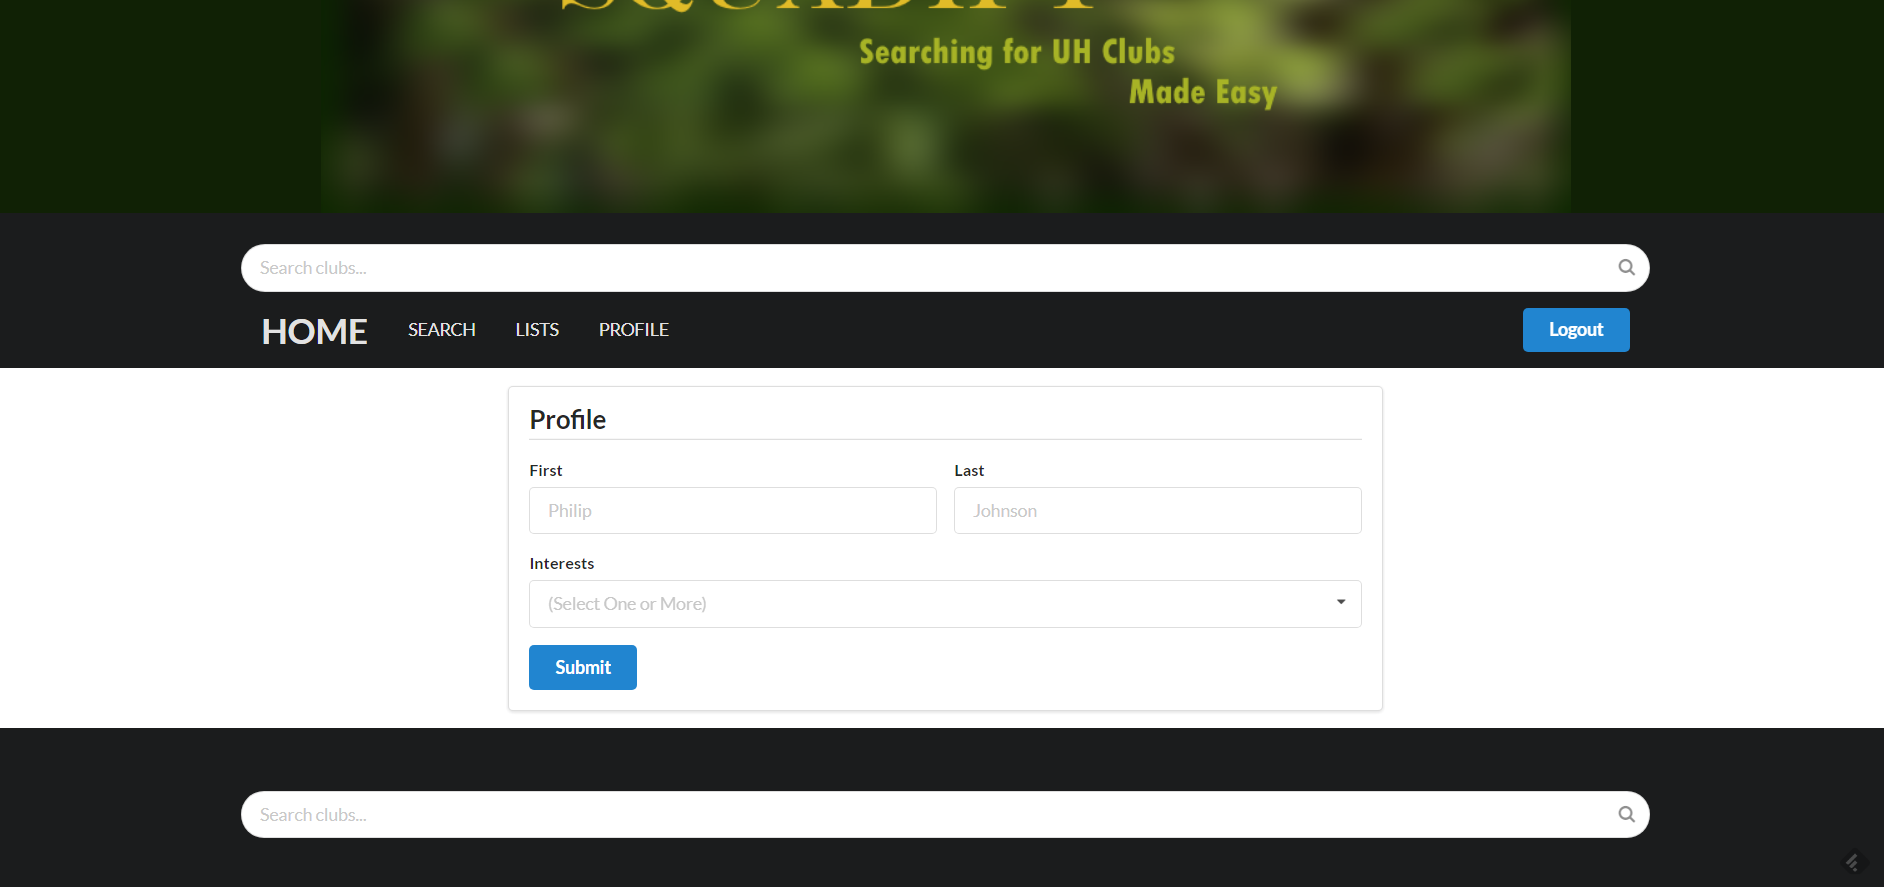 Searching for UH Clubs
Made Easy
Search clubs...
HOME SEARCH LISTS PROFILE Logout
Profile
First Last
Philip Johnson
Interests
(Select One or More)
Submit
Search clubs...